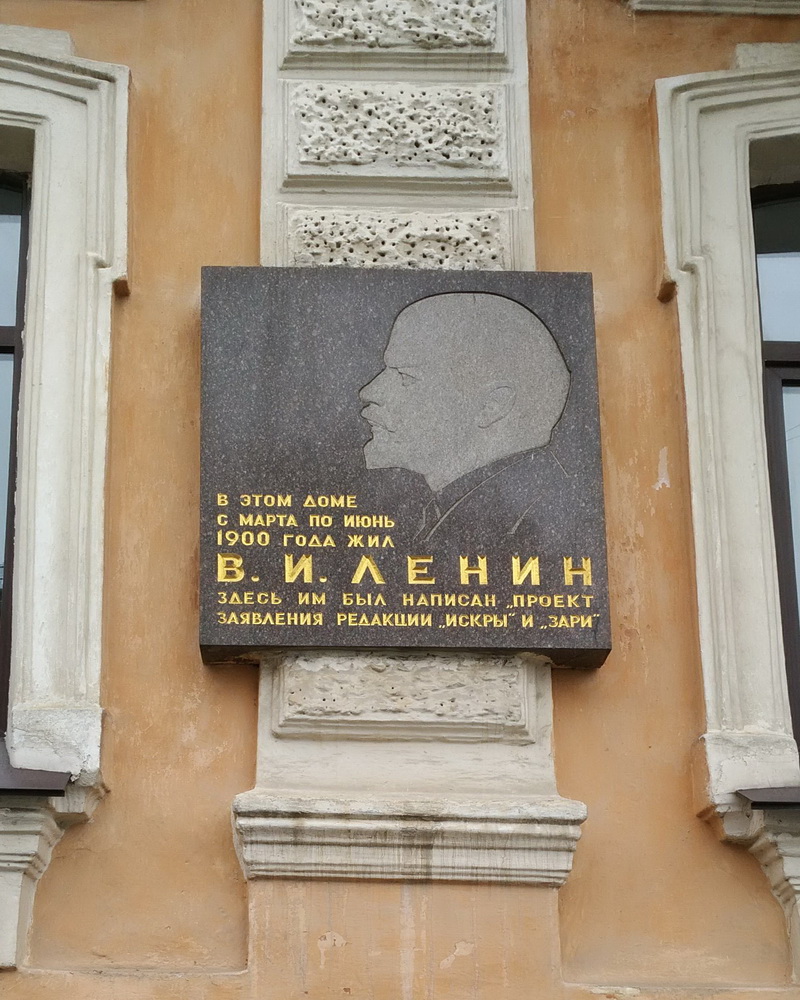 В ЭТОМ ДОМЕ
С МАРТА ПО ИЮНЬ
1900 ГОДА ЖИЛ
В. И. ЛЕНИН
ЗДЕСЬ ИМ БЫЛ НАПИСАН „ПРОЕКТ
ЗАЯВЛЕНИЯ РЕДАКЦИИ „ИСКРЫ“ И „ЗАРИ“